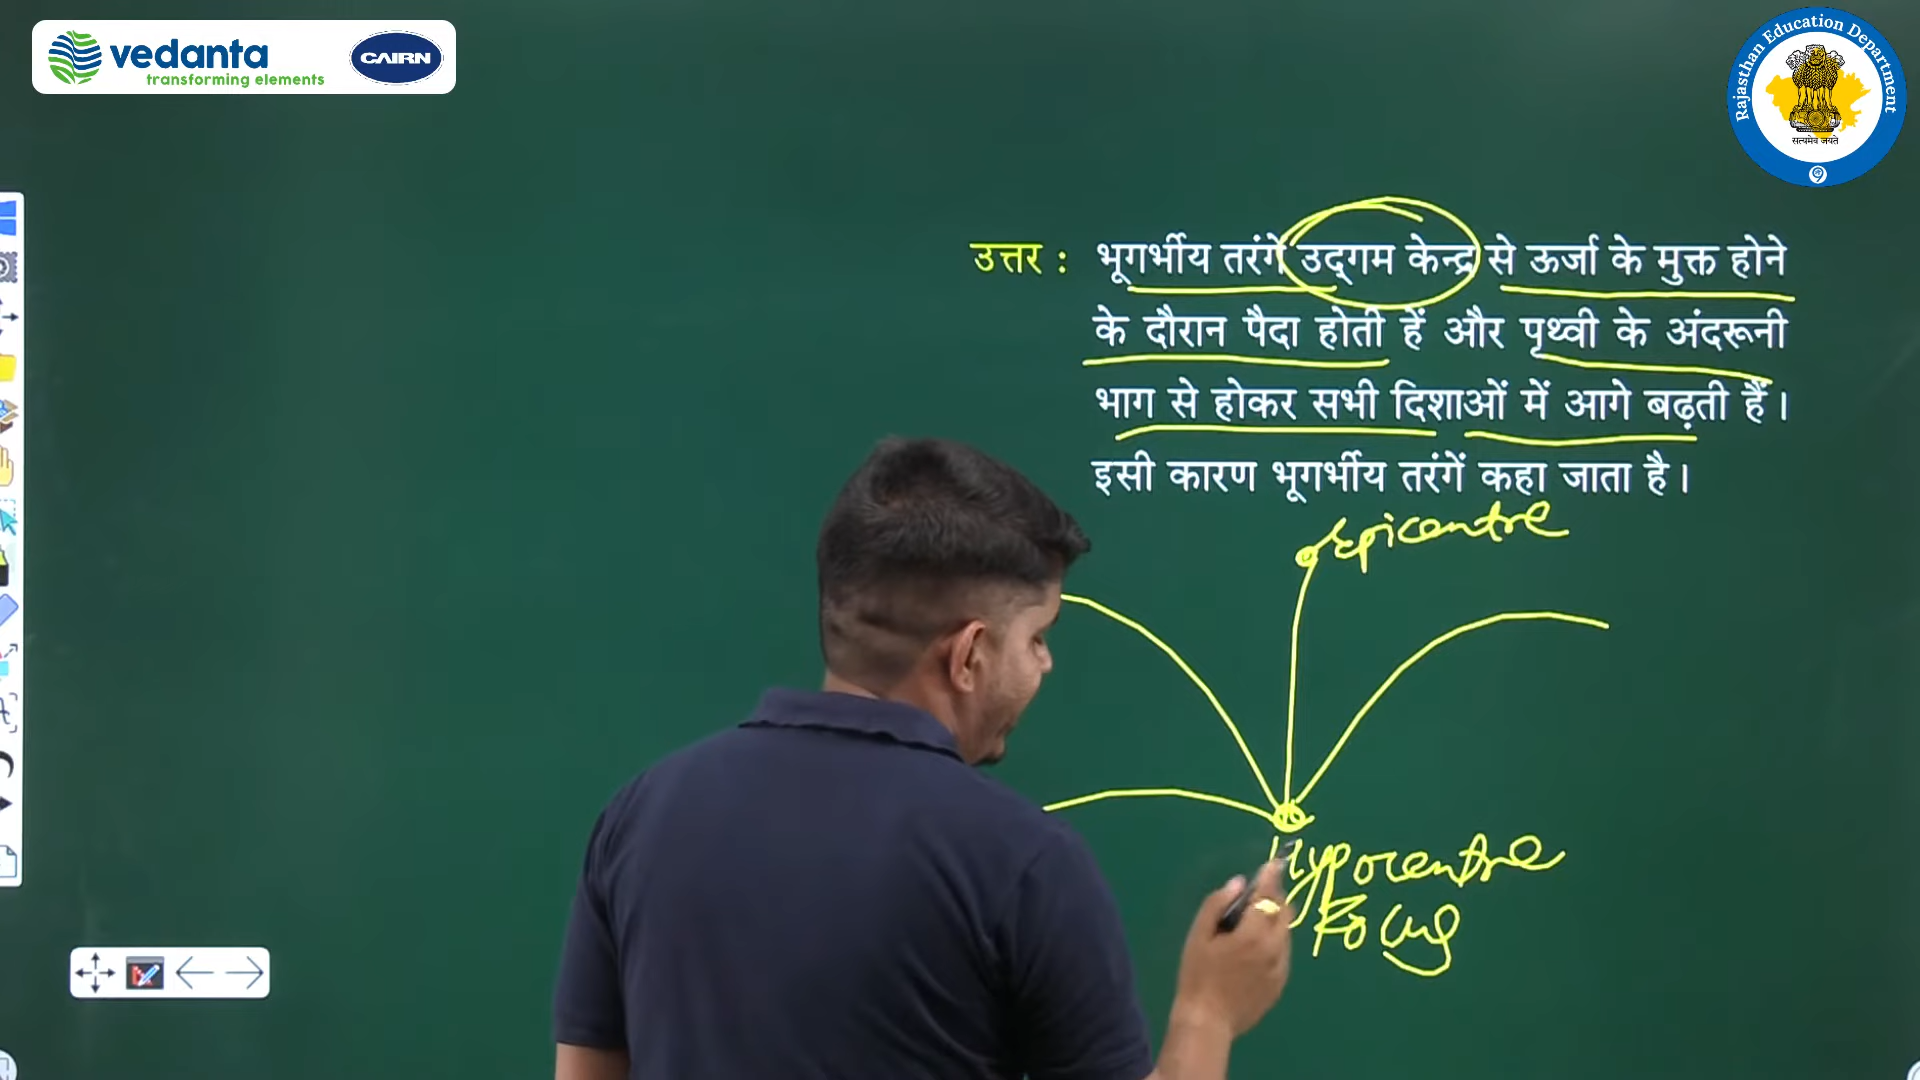 vedanta
transforming elements
CAIRN
Rajasthan Education Department
सत्यमेव जयते
उत्तर : भूगर्भीय तरंगे उद्‌गम केन्द्र से ऊर्जा के मुक्त होने
के दौरान पैदा होती हें और पृथ्वी के अंदरूनी
भाग से होकर सभी दिशाओं में आगे बढ़ती हैं।
इसी कारण भूगर्भीय तरंगें कहा जाता है।
Epicentre
Hypocentre
Focus